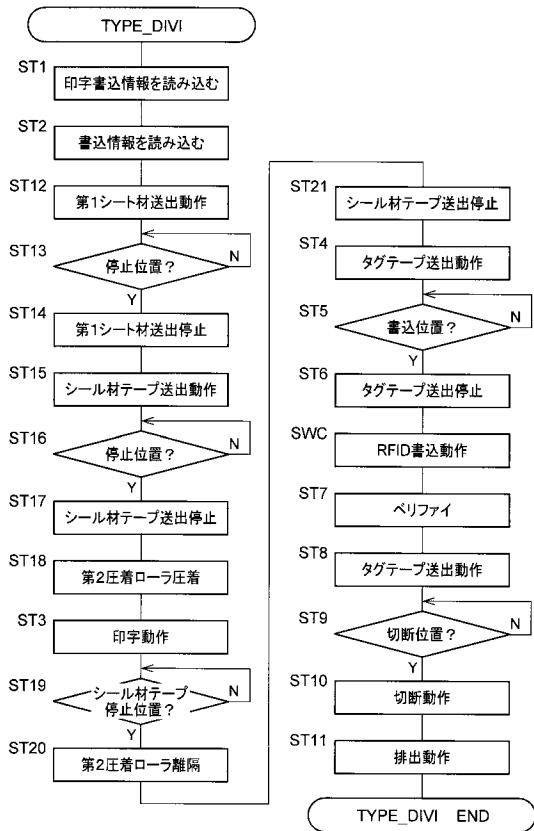 TYPE_DIVI
ST1
印字書込情報を読み込む
ST2
書込情報を読み込む
ST12
第1シート材送出動作
ST13
停止位置?
N
Y
ST14
第1シート材送出停止
ST15
シール材テープ送出動作
ST16
停止位置?
N
Y
ST17
シール材テープ送出停止
ST18
第2圧着ローラ圧着
ST3
印字動作
ST19
シール材テープ
停止位置?
N
Y
ST20
第2圧着ローラ離隔
ST21
シール材テープ送出停止
ST4
タグテープ送出動作
ST5
書込位置?
N
Y
ST6
タグテープ送出停止
SWC
RFID書込動作
ST7
ベリファイ
ST8
タグテープ送出動作
ST9
切断位置?
N
Y
ST10
切断動作
ST11
排出動作
TYPE_DIVI END